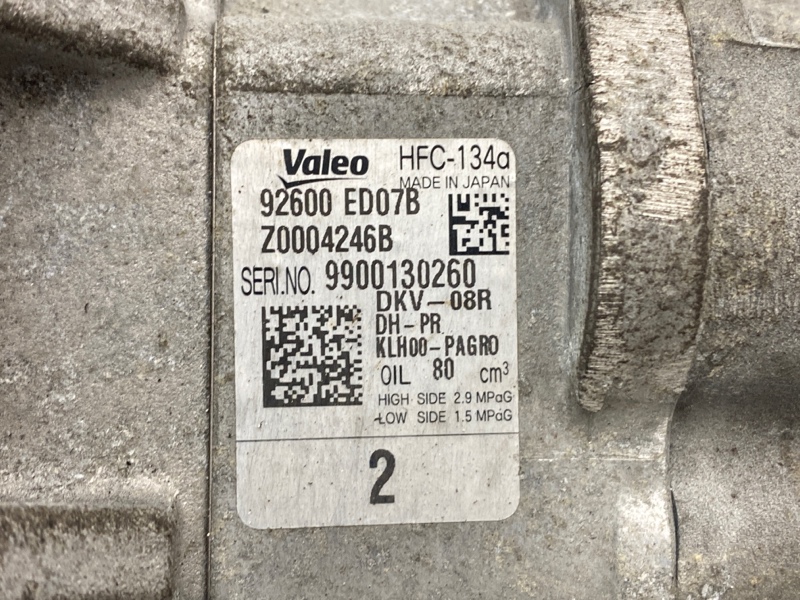 Valeo HFC-134a
MADE IN JAPAN
92600 ED07B
Z0004246B
SERI.NO. 9900130260
DKV-08R
DH-PR
KLH00-PAGR0
OIL 80 cm³
HIGH SIDE 2.9 MPaG
LOW SIDE 1.5 MPaG
2